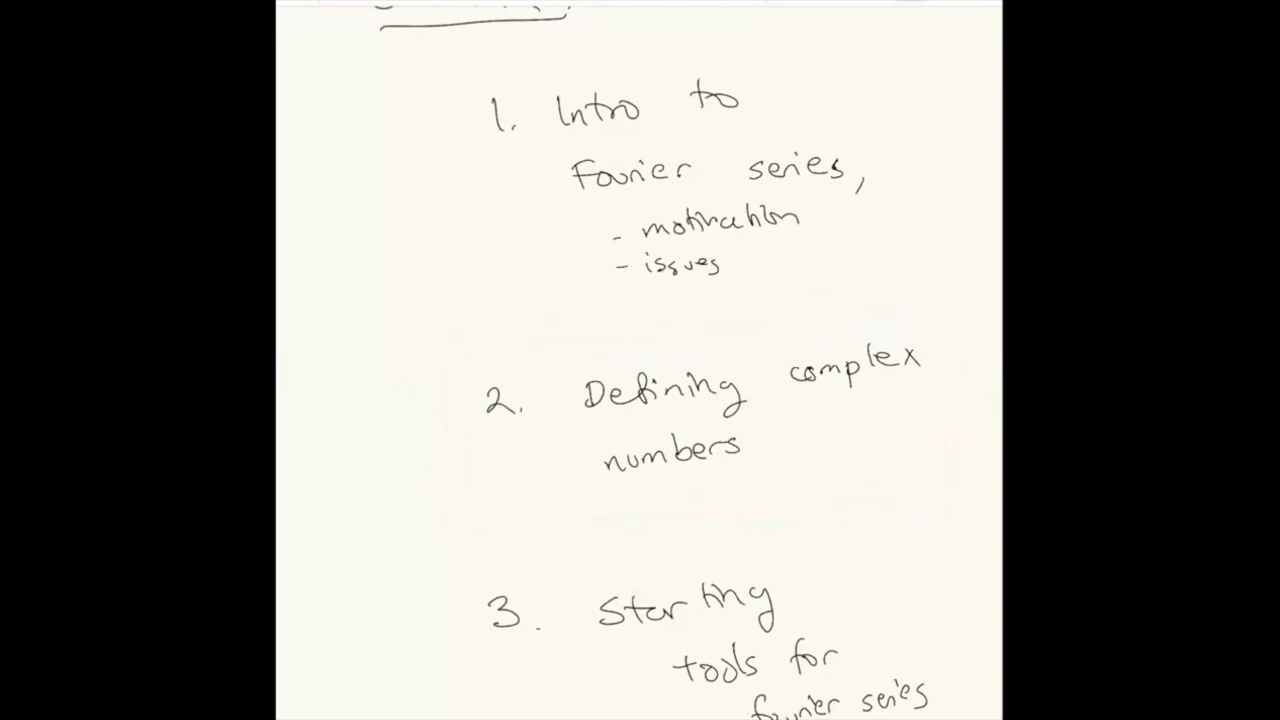 1. Intro to
Fourier series,
- motivation
- issues
2. Defining complex
numbers
3. Starting
tools for
fourier series